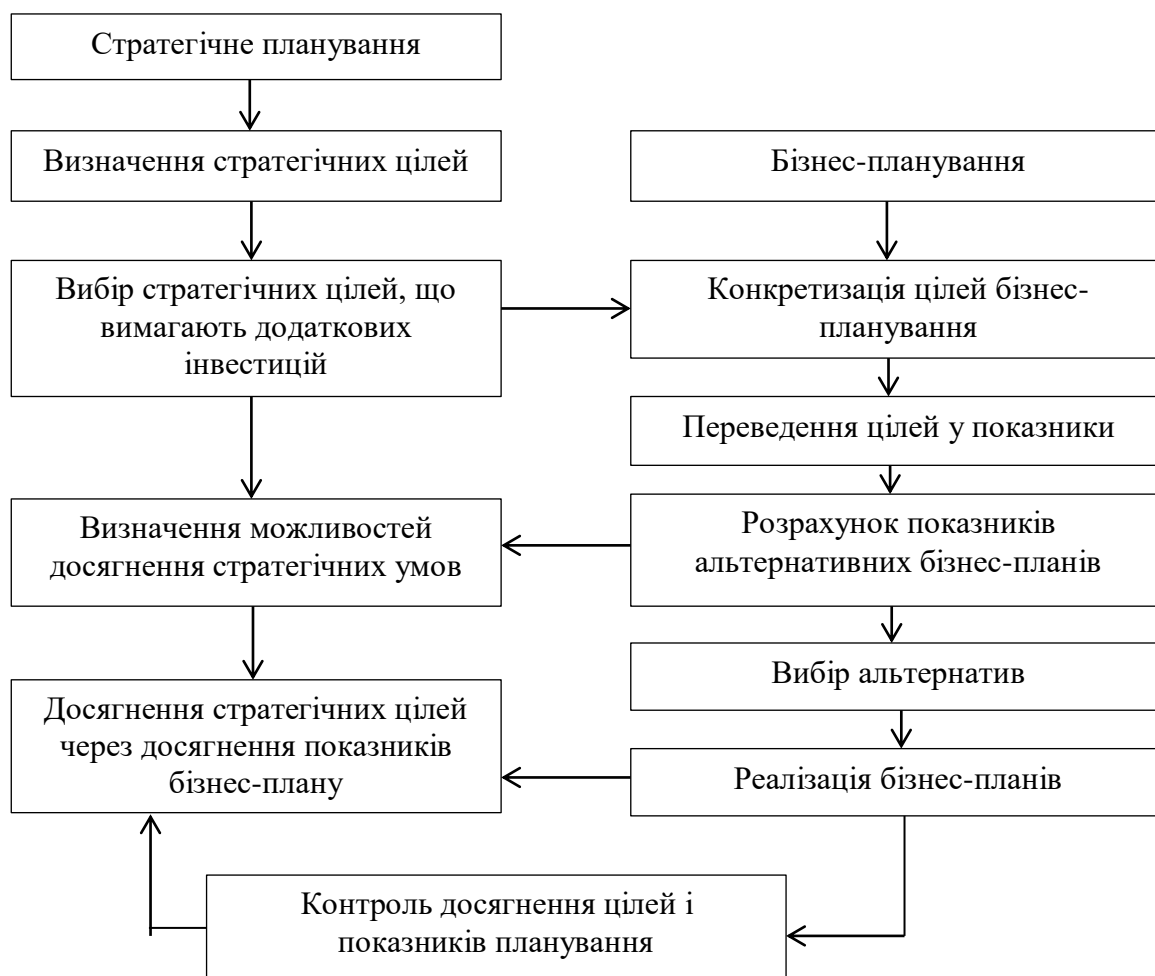 Стратегічне планування
Визначення стратегічних цілей
Бізнес-планування
Вибір стратегічних цілей, що
вимагають додаткових
інвестицій
Конкретизація цілей бізнес-
планування
Переведення цілей у показники
Визначення можливостей
досягнення стратегічних умов
Розрахунок показників
альтернативних бізнес-планів
Вибір альтернатив
Досягнення стратегічних цілей
через досягнення показників
бізнес-плану
Реалізація бізнес-планів
Контроль досягнення цілей і
показників планування